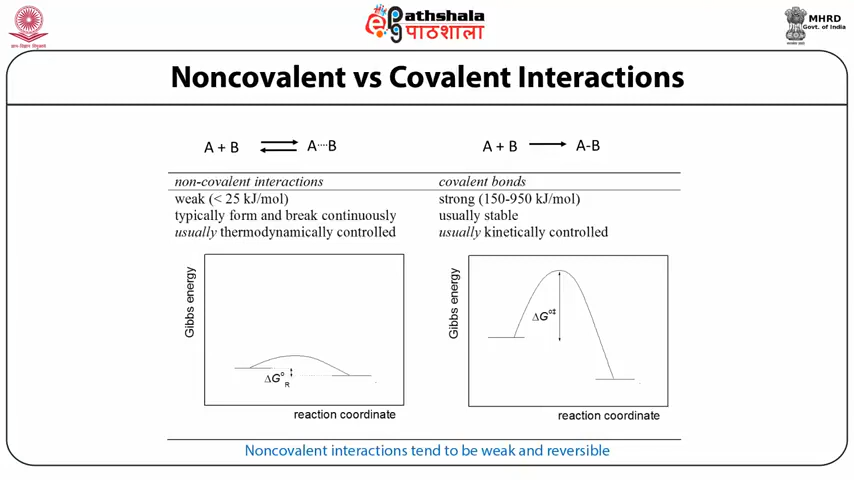 ePathshala
पाठशाला
MHRD
Govt. of India
Noncovalent vs Covalent Interactions
A + B ⇌ A····B
A + B → A-B
non-covalent interactions
covalent bonds
weak (< 25 kJ/mol)
strong (150-950 kJ/mol)
typically form and break continuously
usually stable
usually thermodynamically controlled
usually kinetically controlled
Gibbs energy
ΔG°R
reaction coordinate
Gibbs energy
ΔG°‡
reaction coordinate
Noncovalent interactions tend to be weak and reversible